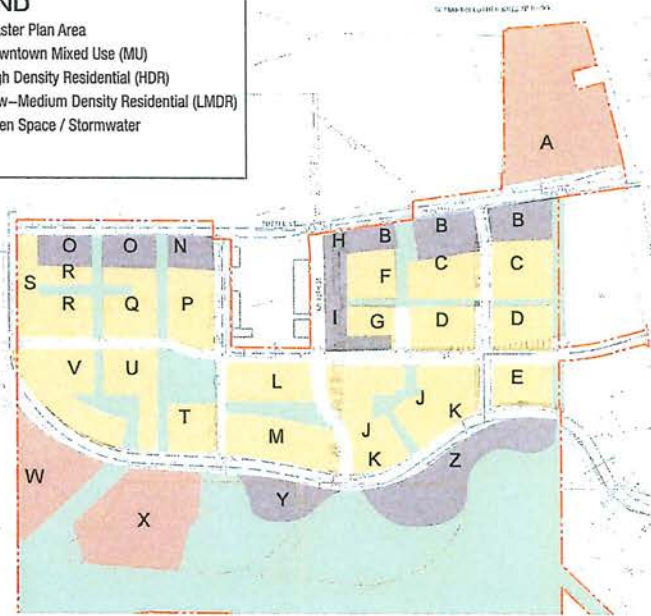 ND
ster Plan Area
wntown Mixed Use (MU)
gh Density Residential (HDR)
w–Medium Density Residential (LMDR)
en Space / Stormwater
A
B
B
H B
O O N
R
S
F
C
C
R Q P
I G D D
V U
L
E
T
J
K
M
J
K
W
Z
Y
X